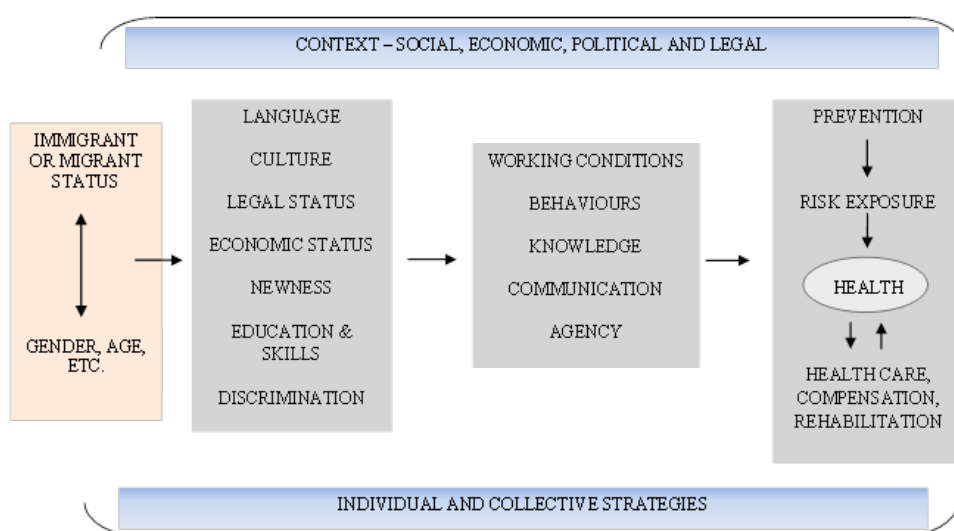 CONTEXT – SOCIAL, ECONOMIC, POLITICAL AND LEGAL
IMMIGRANT
OR MIGRANT
STATUS
GENDER, AGE,
ETC.
LANGUAGE
CULTURE
LEGAL STATUS
ECONOMIC STATUS
NEWNESS
EDUCATION &
SKILLS
DISCRIMINATION
WORKING CONDITIONS
BEHAVIOURS
KNOWLEDGE
COMMUNICATION
AGENCY
PREVENTION
RISK EXPOSURE
HEALTH
HEALTH CARE,
COMPENSATION,
REHABILITATION
INDIVIDUAL AND COLLECTIVE STRATEGIES